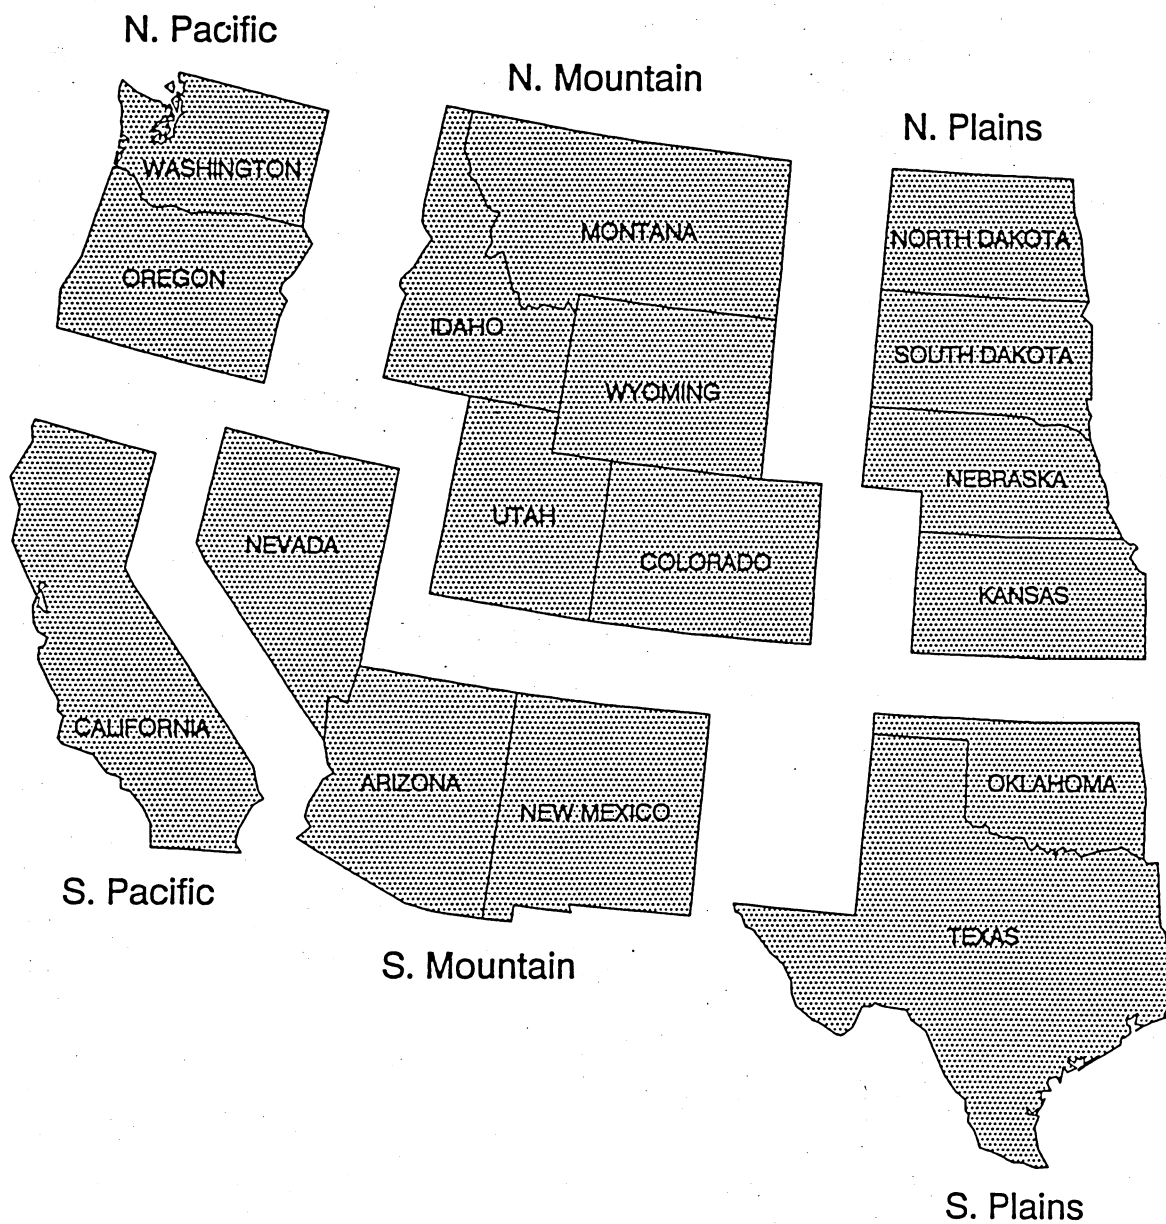 N. Pacific
N. Mountain
N. Plains
WASHINGTON
MONTANA
NORTH DAKOTA
OREGON
IDAHO
SOUTH DAKOTA
WYOMING
NEBRASKA
UTAH
NEVADA
COLORADO
KANSAS
CALIFORNIA
ARIZONA
OKLAHOMA
NEW MEXICO
S. Pacific
TEXAS
S. Mountain
S. Plains